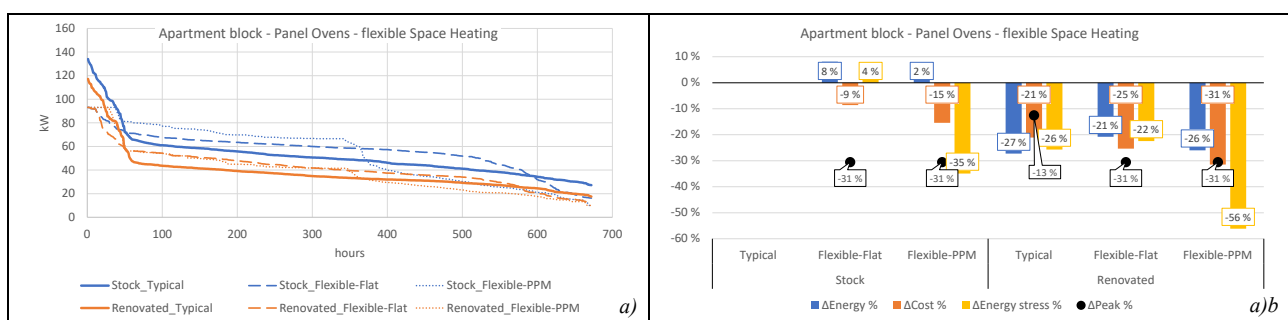 Apartment block - Panel Ovens - flexible Space Heating
160
140
120
100
80
60
40
20
0
kW
0 100 200 300 400 500 600 700
hours
Stock_Typical Stock_Flexible-Flat Stock_Flexible-PPM
Renovated_Typical Renovated_Flexible-Flat Renovated_Flexible-PPM
a)
Apartment block - Panel Ovens - flexible Space Heating
10 %
0 %
-10 %
-20 %
-30 %
-40 %
-50 %
-60 %
8 % 4 % 2 %
-9 % -15 % -21 % -25 % -31 %
-27 % -26 % -21 % -22 % -26 %
-31 % -31 % -35 % -13 % -31 % -31 %
-56 %
Typical Flexible-Flat Flexible-PPM Typical Flexible-Flat Flexible-PPM
Stock Renovated
ΔEnergy % ΔCost % ΔEnergy stress % ΔPeak %
a)b